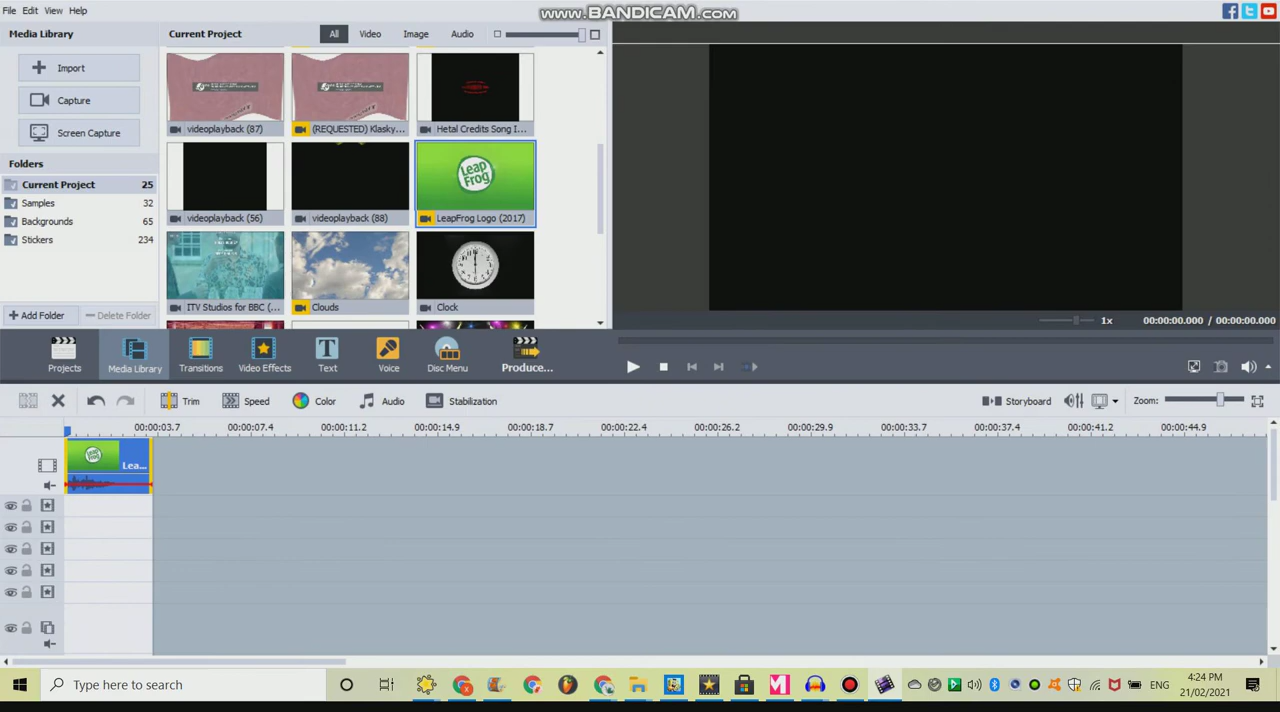 www.BANDICAM.com
File Edit View Help
Media Library
Import
Capture
Screen Capture
Folders
Current Project 25
Samples 32
Backgrounds 65
Stickers 234
Add Folder
Delete Folder
Current Project
All Video Image Audio
videoplayback (87) (REQUESTED) Klasky... Hetal Credits Song I...
Leap
Frog
videoplayback (56) videoplayback (88) LeapFrog Logo (2017)
ITV Studios for BBC (... Clouds Clock
1x 00:00:00.000 / 00:00:00.000
Projects Media Library Transitions Video Effects Text Voice Disc Menu Produce...
Trim Speed Color Audio Stabilization Storyboard Zoom:
00:00:03.7 00:00:07.4 00:00:11.2 00:00:14.9 00:00:18.7 00:00:22.4 00:00:26.2 00:00:29.9 00:00:33.7 00:00:37.4 00:00:41.2 00:00:44.9
Lea...
Type here to search
ENG
4:24 PM
21/02/2021